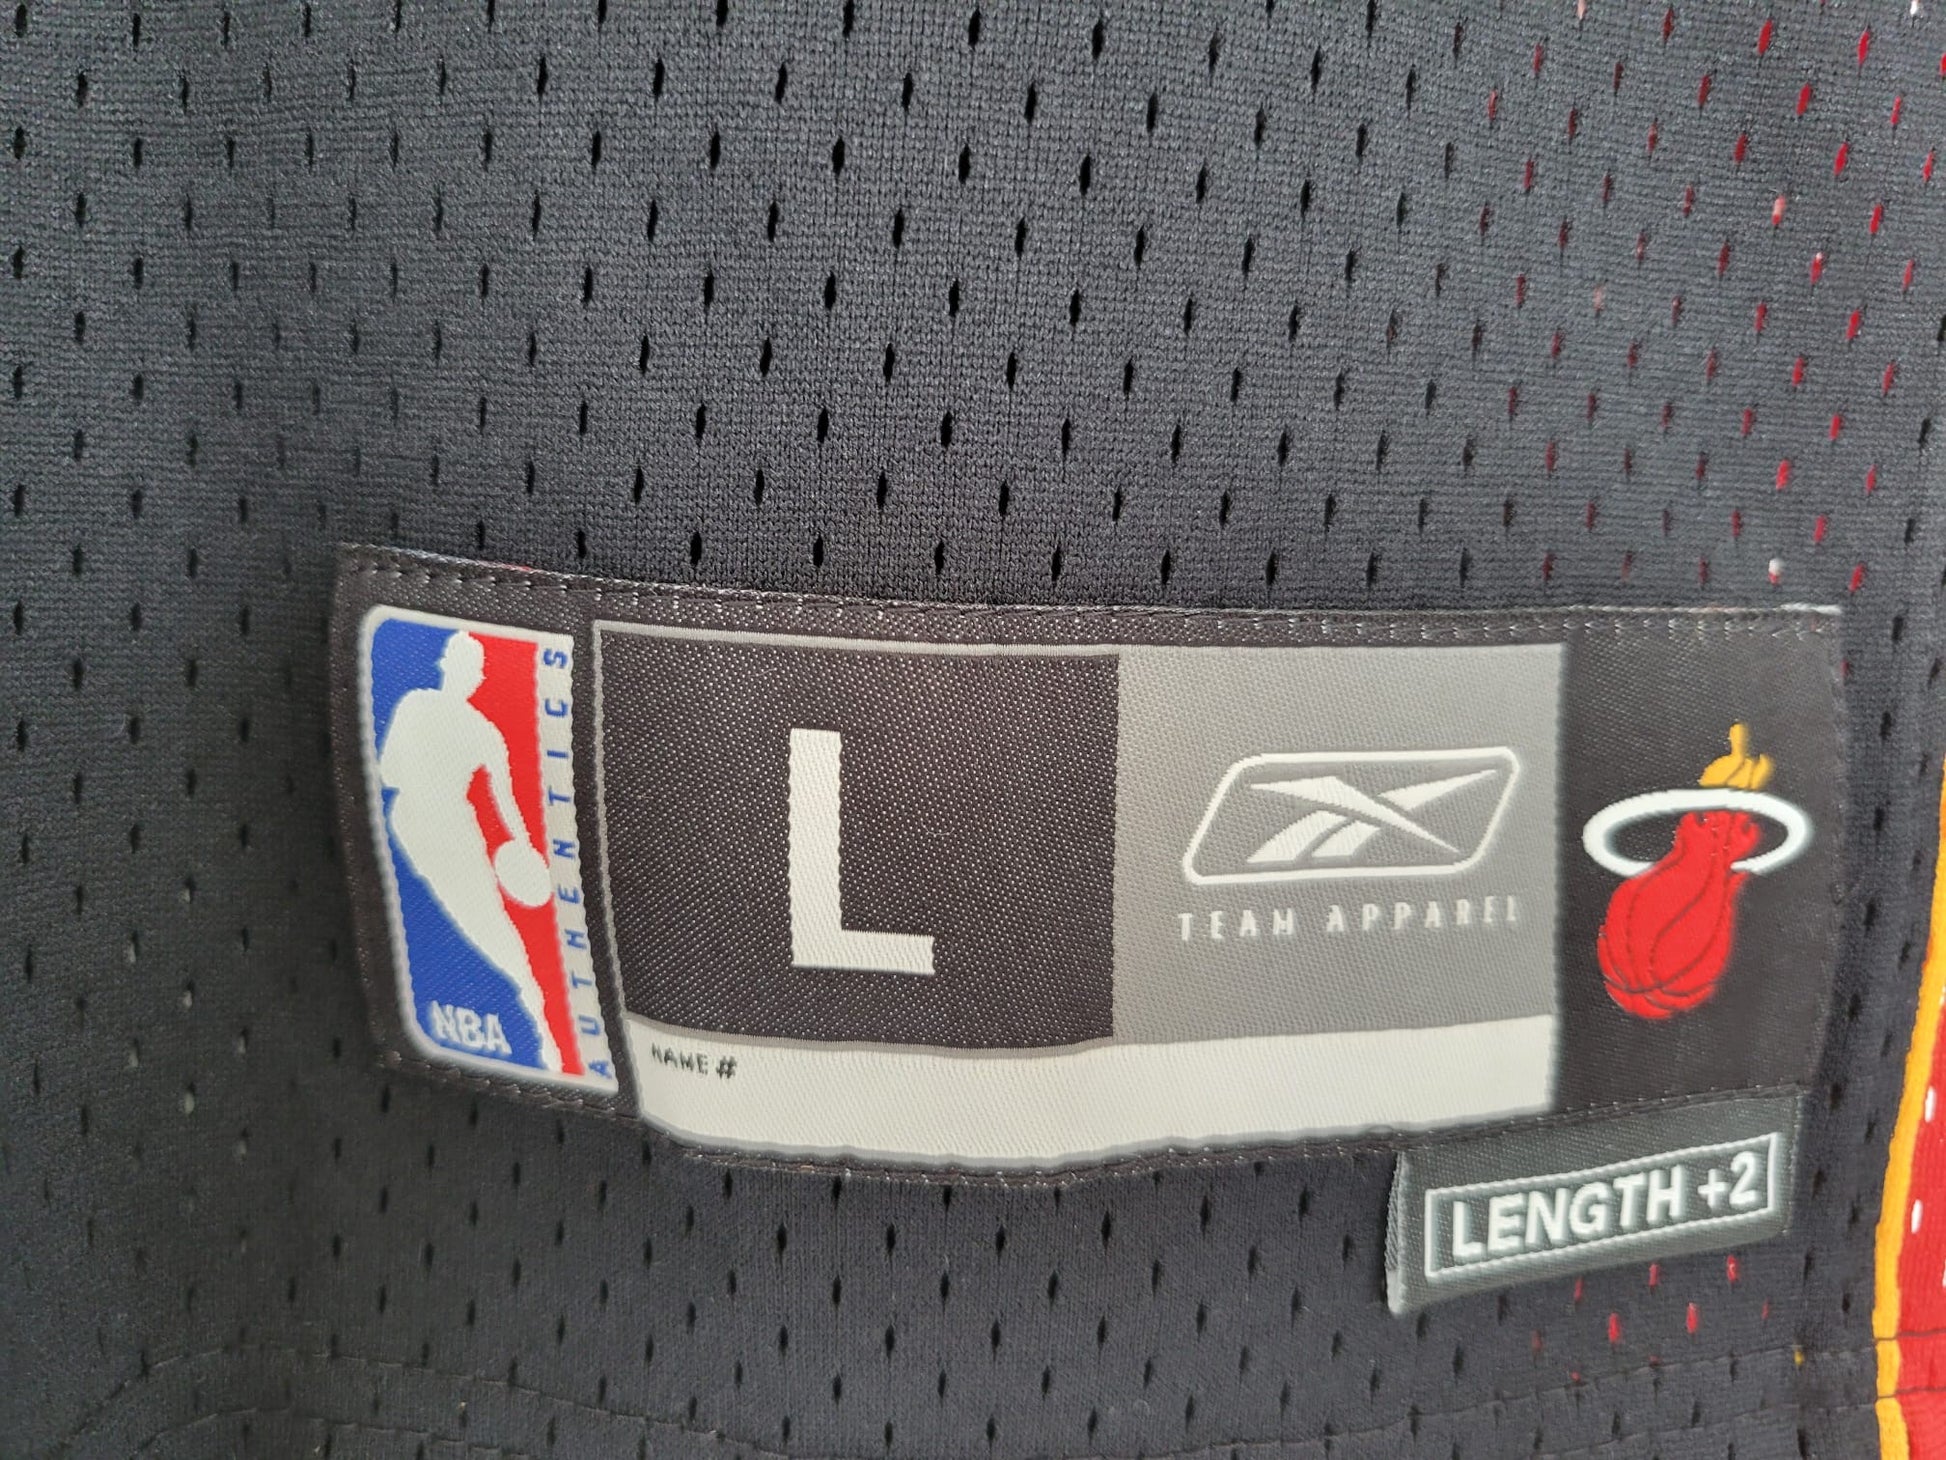 NBA
AUTHENTICS
L
TEAM APPAREL
NAME #
LENGTH +2